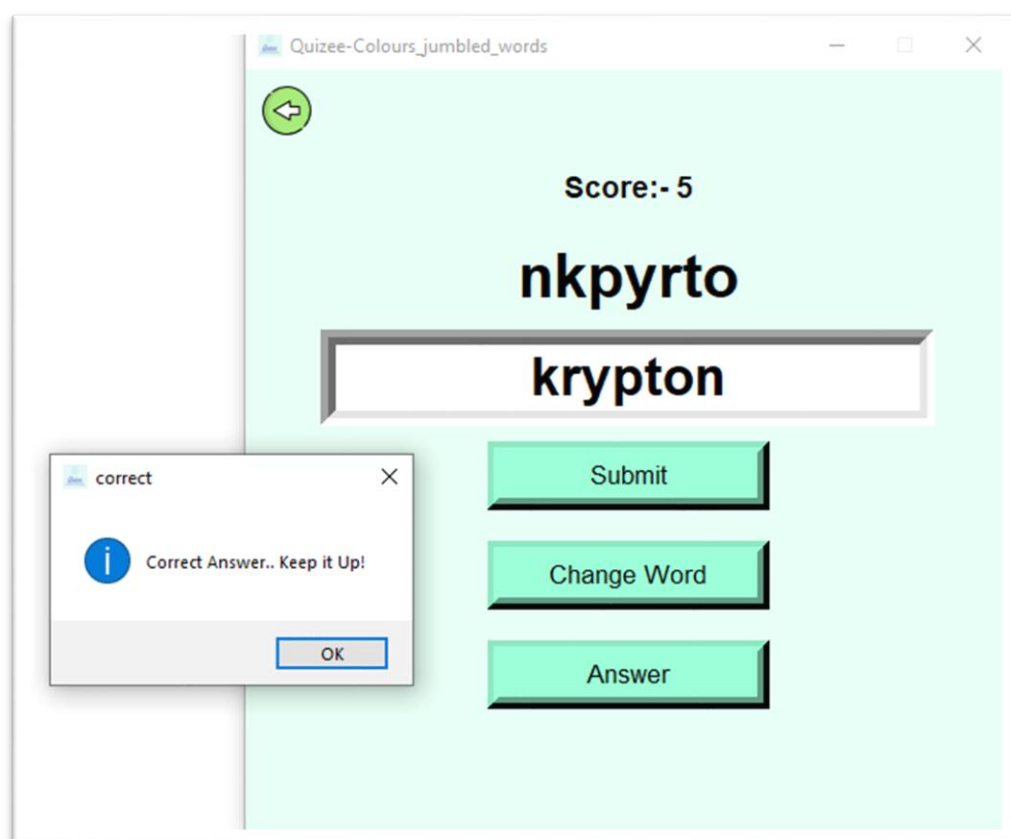 Quizee-Colours_jumbled_words
Score:- 5
nkpyrto
krypton
Submit
Change Word
Answer
correct
Correct Answer.. Keep it Up!
OK